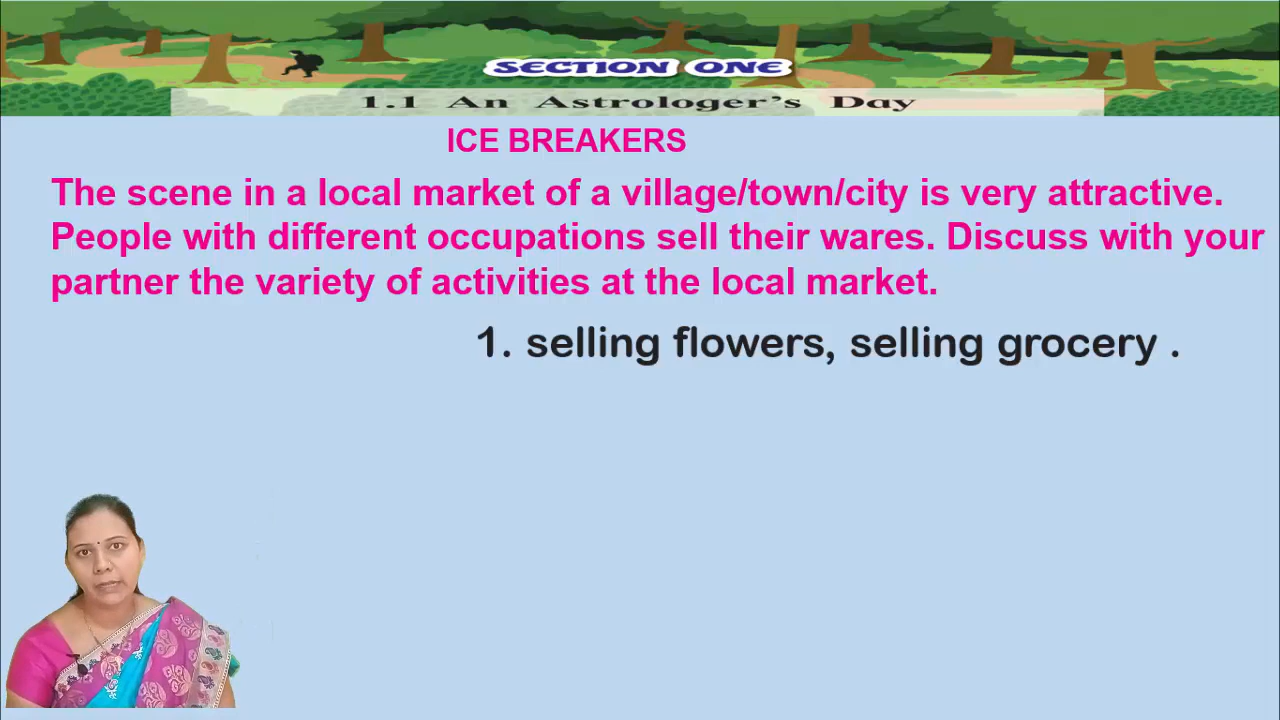 SECTION ONE
1.1 An Astrologer's Day
ICE BREAKERS
The scene in a local market of a village/town/city is very attractive.
People with different occupations sell their wares. Discuss with your
partner the variety of activities at the local market.
1. selling flowers, selling grocery .